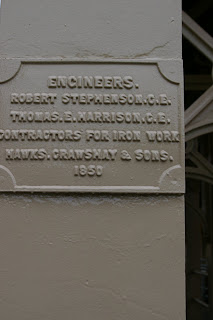 ENGINEERS.
ROBERT STEPHENSON.C.E.
THOMAS.E.HARRISON.C.E.
CONTRACTORS FOR IRON WORK
HAWKS.CRAWSHAY & SONS.
1850